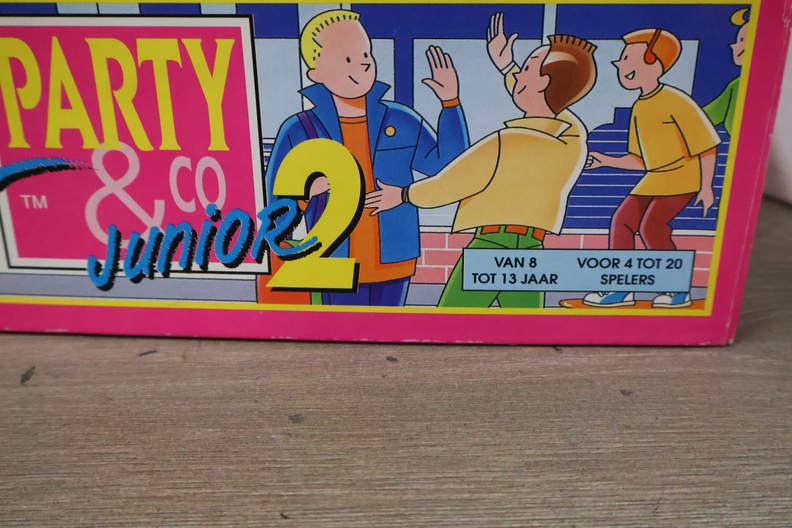 PARTY
& CO
TM
Junior 2
VAN 8
TOT 13 JAAR
VOOR 4 TOT 20
SPELERS